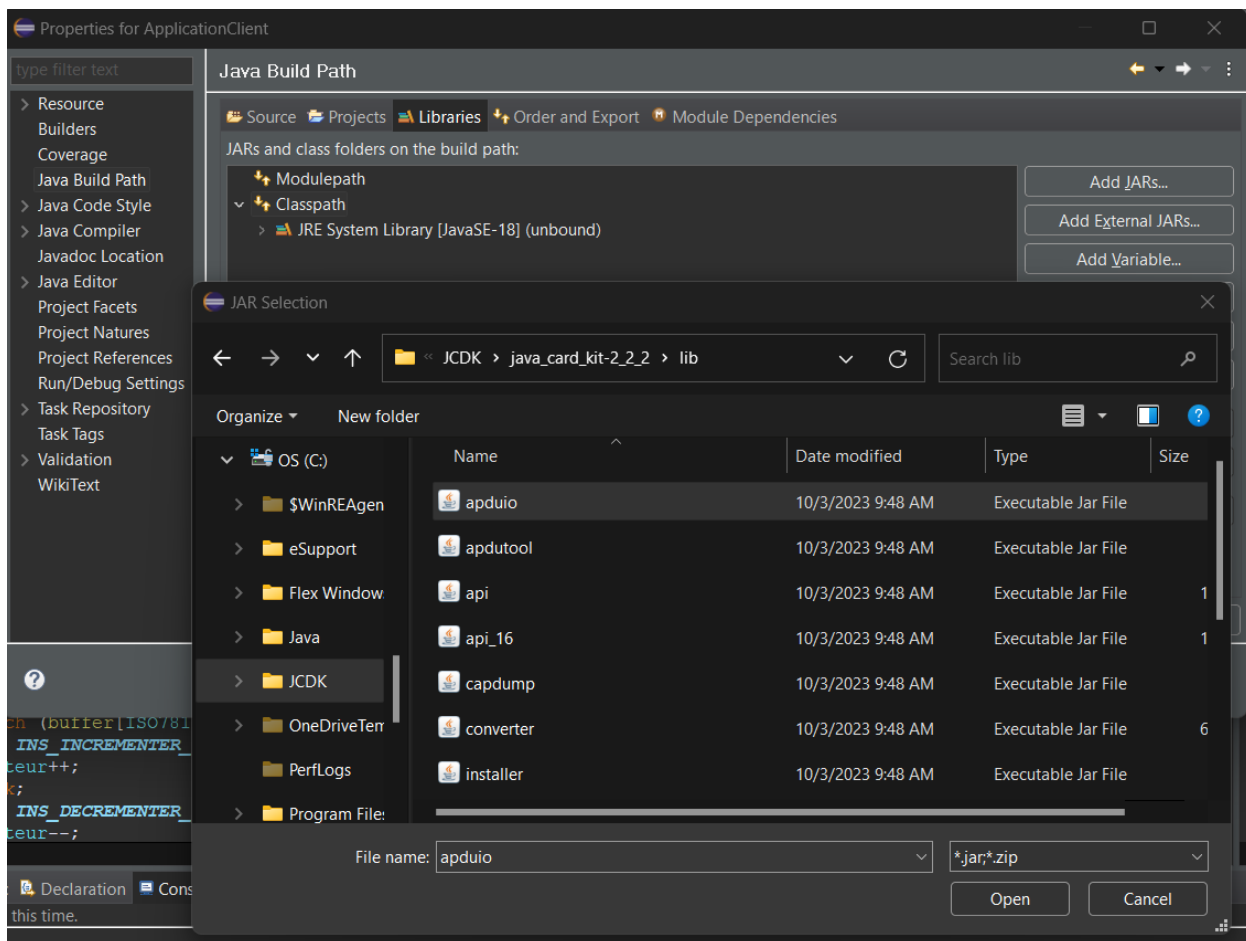 Properties for ApplicationClient
type filter text
Java Build Path
Resource
Builders
Coverage
Java Build Path
Java Code Style
Java Compiler
Javadoc Location
Java Editor
Project Facets
Project Natures
Project References
Run/Debug Settings
Task Repository
Task Tags
Validation
WikiText
Source Projects Libraries Order and Export Module Dependencies
JARs and class folders on the build path:
Modulepath
Classpath
JRE System Library [JavaSE-18] (unbound)
Add JARs...
Add External JARs...
Add Variable...
JAR Selection
« JCDK > java_card_kit-2_2_2 > lib
Search lib
Organize New folder
OS (C:)
$WinREAgen
eSupport
Flex Window
Java
JCDK
OneDriveTem
PerfLogs
Program Files
Name Date modified Type Size
apduio 10/3/2023 9:48 AM Executable Jar File
apdutool 10/3/2023 9:48 AM Executable Jar File
api 10/3/2023 9:48 AM Executable Jar File 1
api_16 10/3/2023 9:48 AM Executable Jar File 1
capdump 10/3/2023 9:48 AM Executable Jar File
converter 10/3/2023 9:48 AM Executable Jar File 6
installer 10/3/2023 9:48 AM Executable Jar File
File name: apduio *.jar;*.zip
Open Cancel
ch (buffer[ISO781
INS_INCREMENTER_
teur++;
k;
INS_DECREMENTER_
teur--;
Declaration Cons
this time.